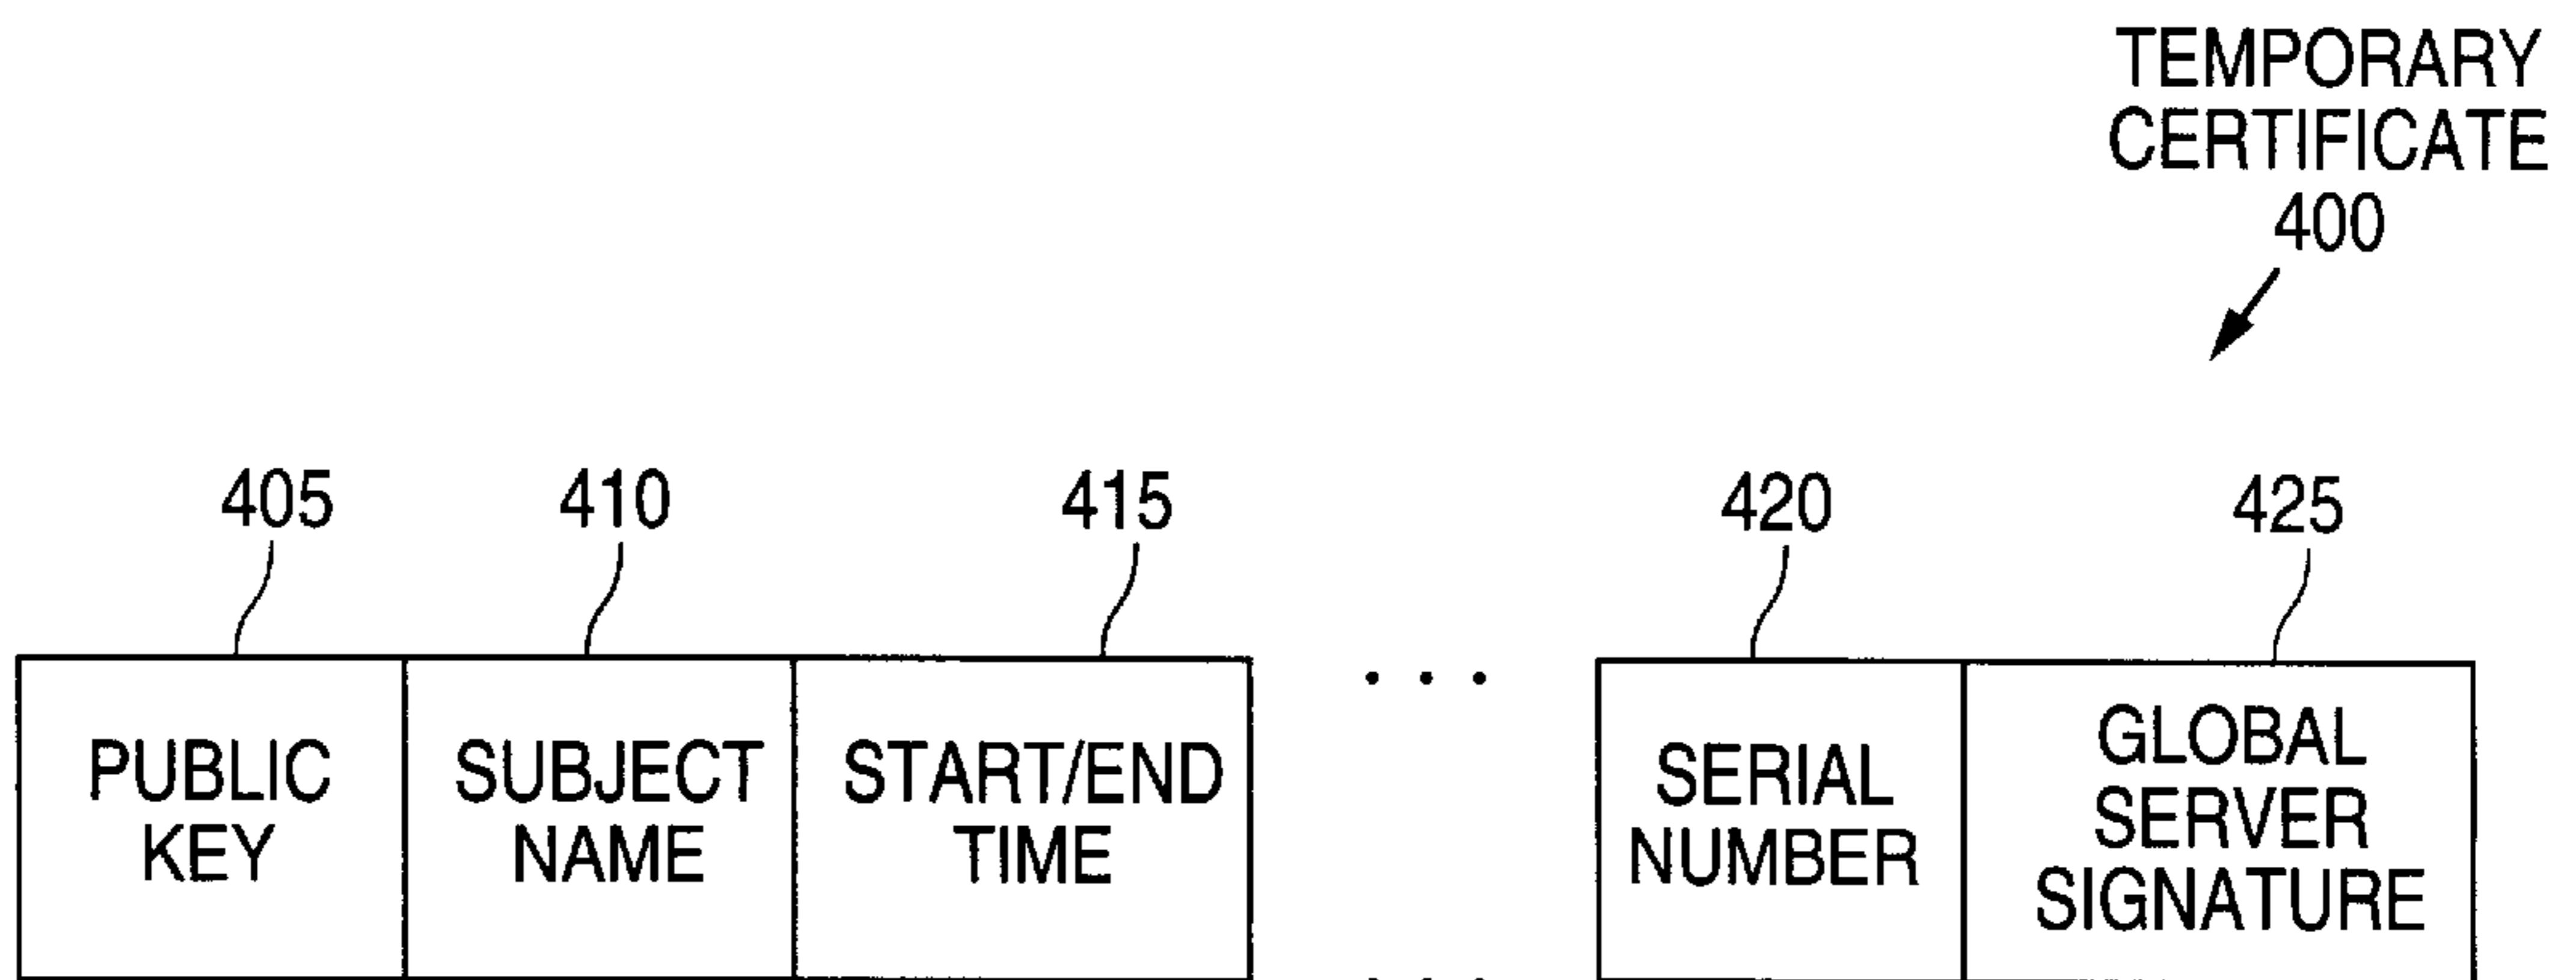 TEMPORARY
CERTIFICATE
400
405 410 415 420 425
PUBLIC
KEY
SUBJECT
NAME
START/END
TIME
. . .
SERIAL
NUMBER
GLOBAL
SERVER
SIGNATURE